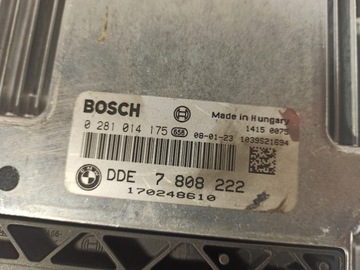 BOSCH
Made in Hungary
0 281 014 175 658 08-01-23
1415 0075
1039S21694
DDE 7 808 222
170248610